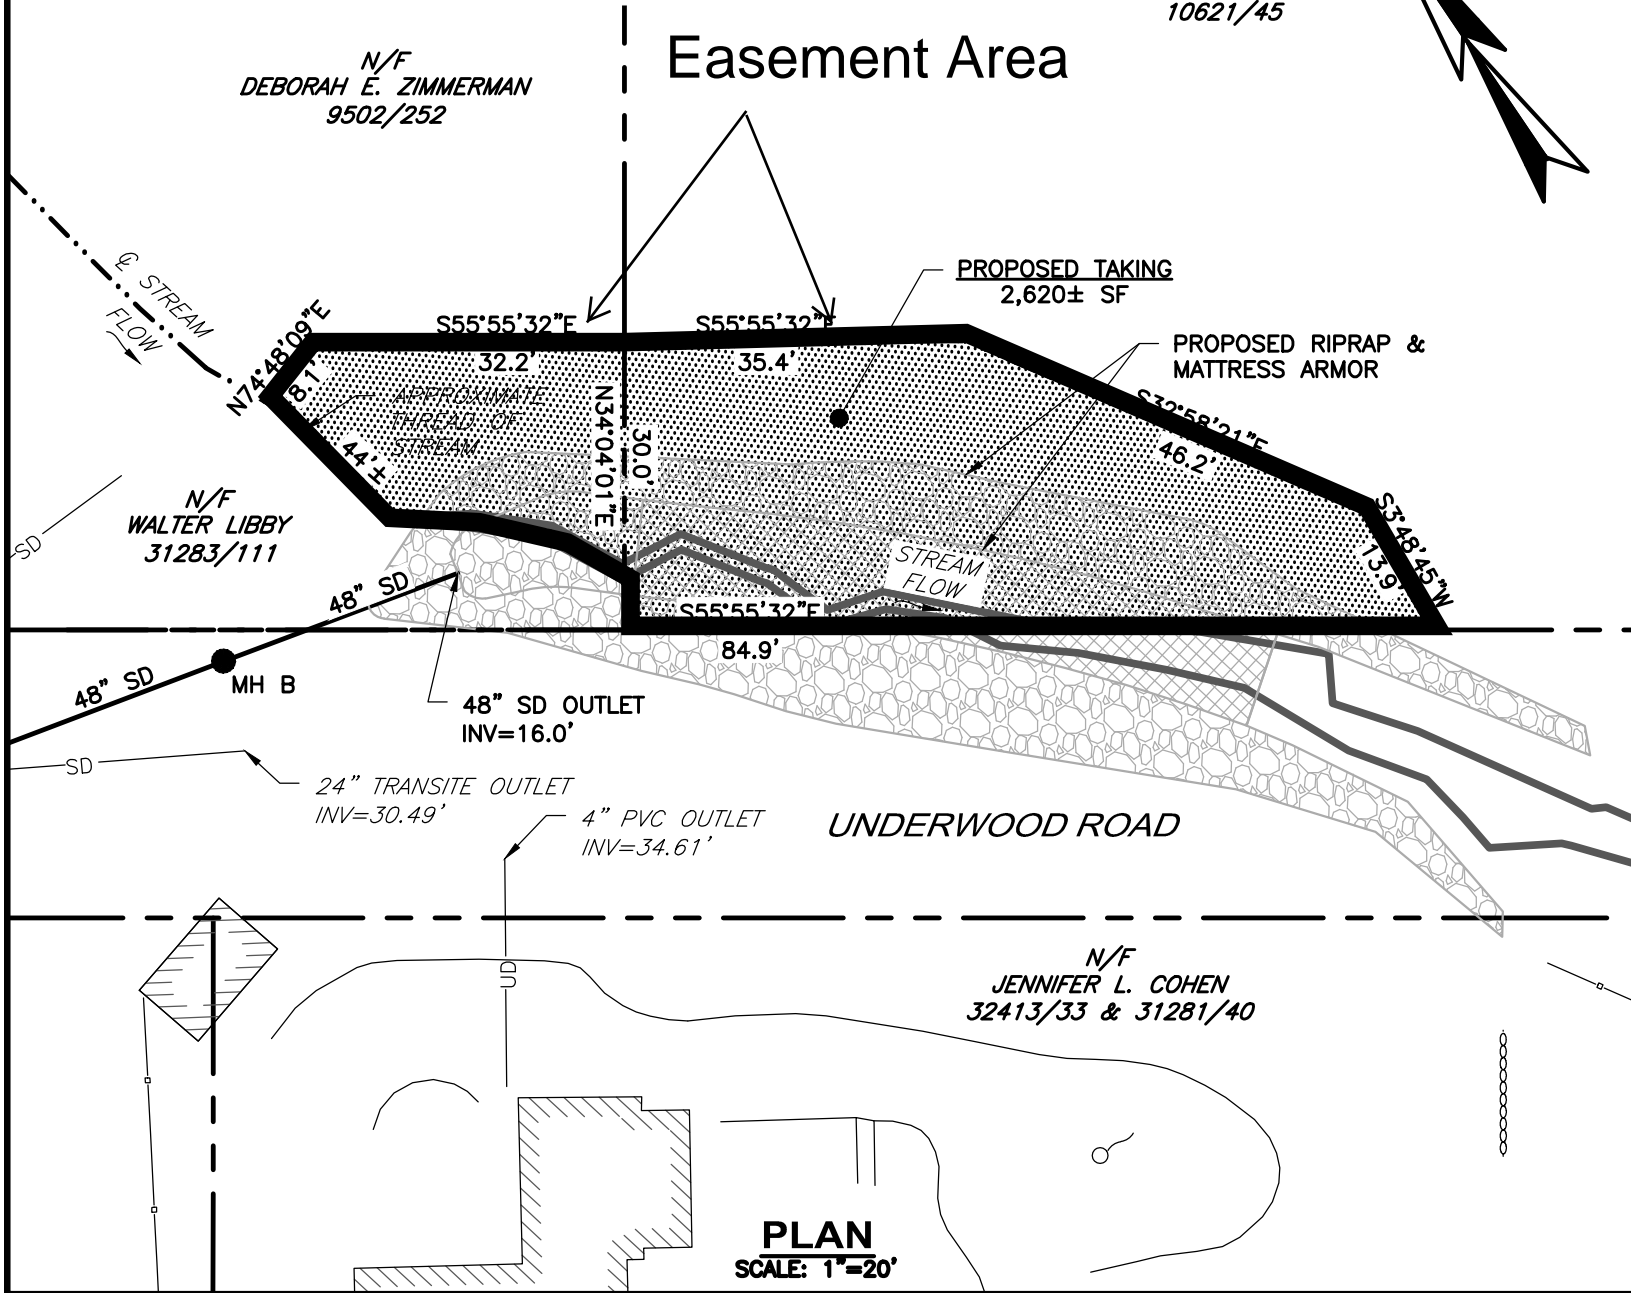 10621/45
Easement Area
N/F
DEBORAH E. ZIMMERMAN
9502/252
℄ STREAM
FLOW
PROPOSED TAKING
2,620± SF
PROPOSED RIPRAP &
MATTRESS ARMOR
N74°48'09"E
8.1'
S55°55'32"E
32.2'
S55°55'32"E
35.4'
S32°58'21"E
46.2'
S3°48'45"W
13.9'
APPROXIMATE
THREAD OF
STREAM
44'±
N34°04'01"E
30.0'
STREAM
FLOW
S55°55'32"E
84.9'
N/F
WALTER LIBBY
31283/111
SD
48" SD
48" SD
MH B
48" SD OUTLET
INV=16.0'
SD
24" TRANSITE OUTLET
INV=30.49'
4" PVC OUTLET
INV=34.61'
UNDERWOOD ROAD
UD
N/F
JENNIFER L. COHEN
32413/33 & 31281/40
PLAN
SCALE: 1"=20'